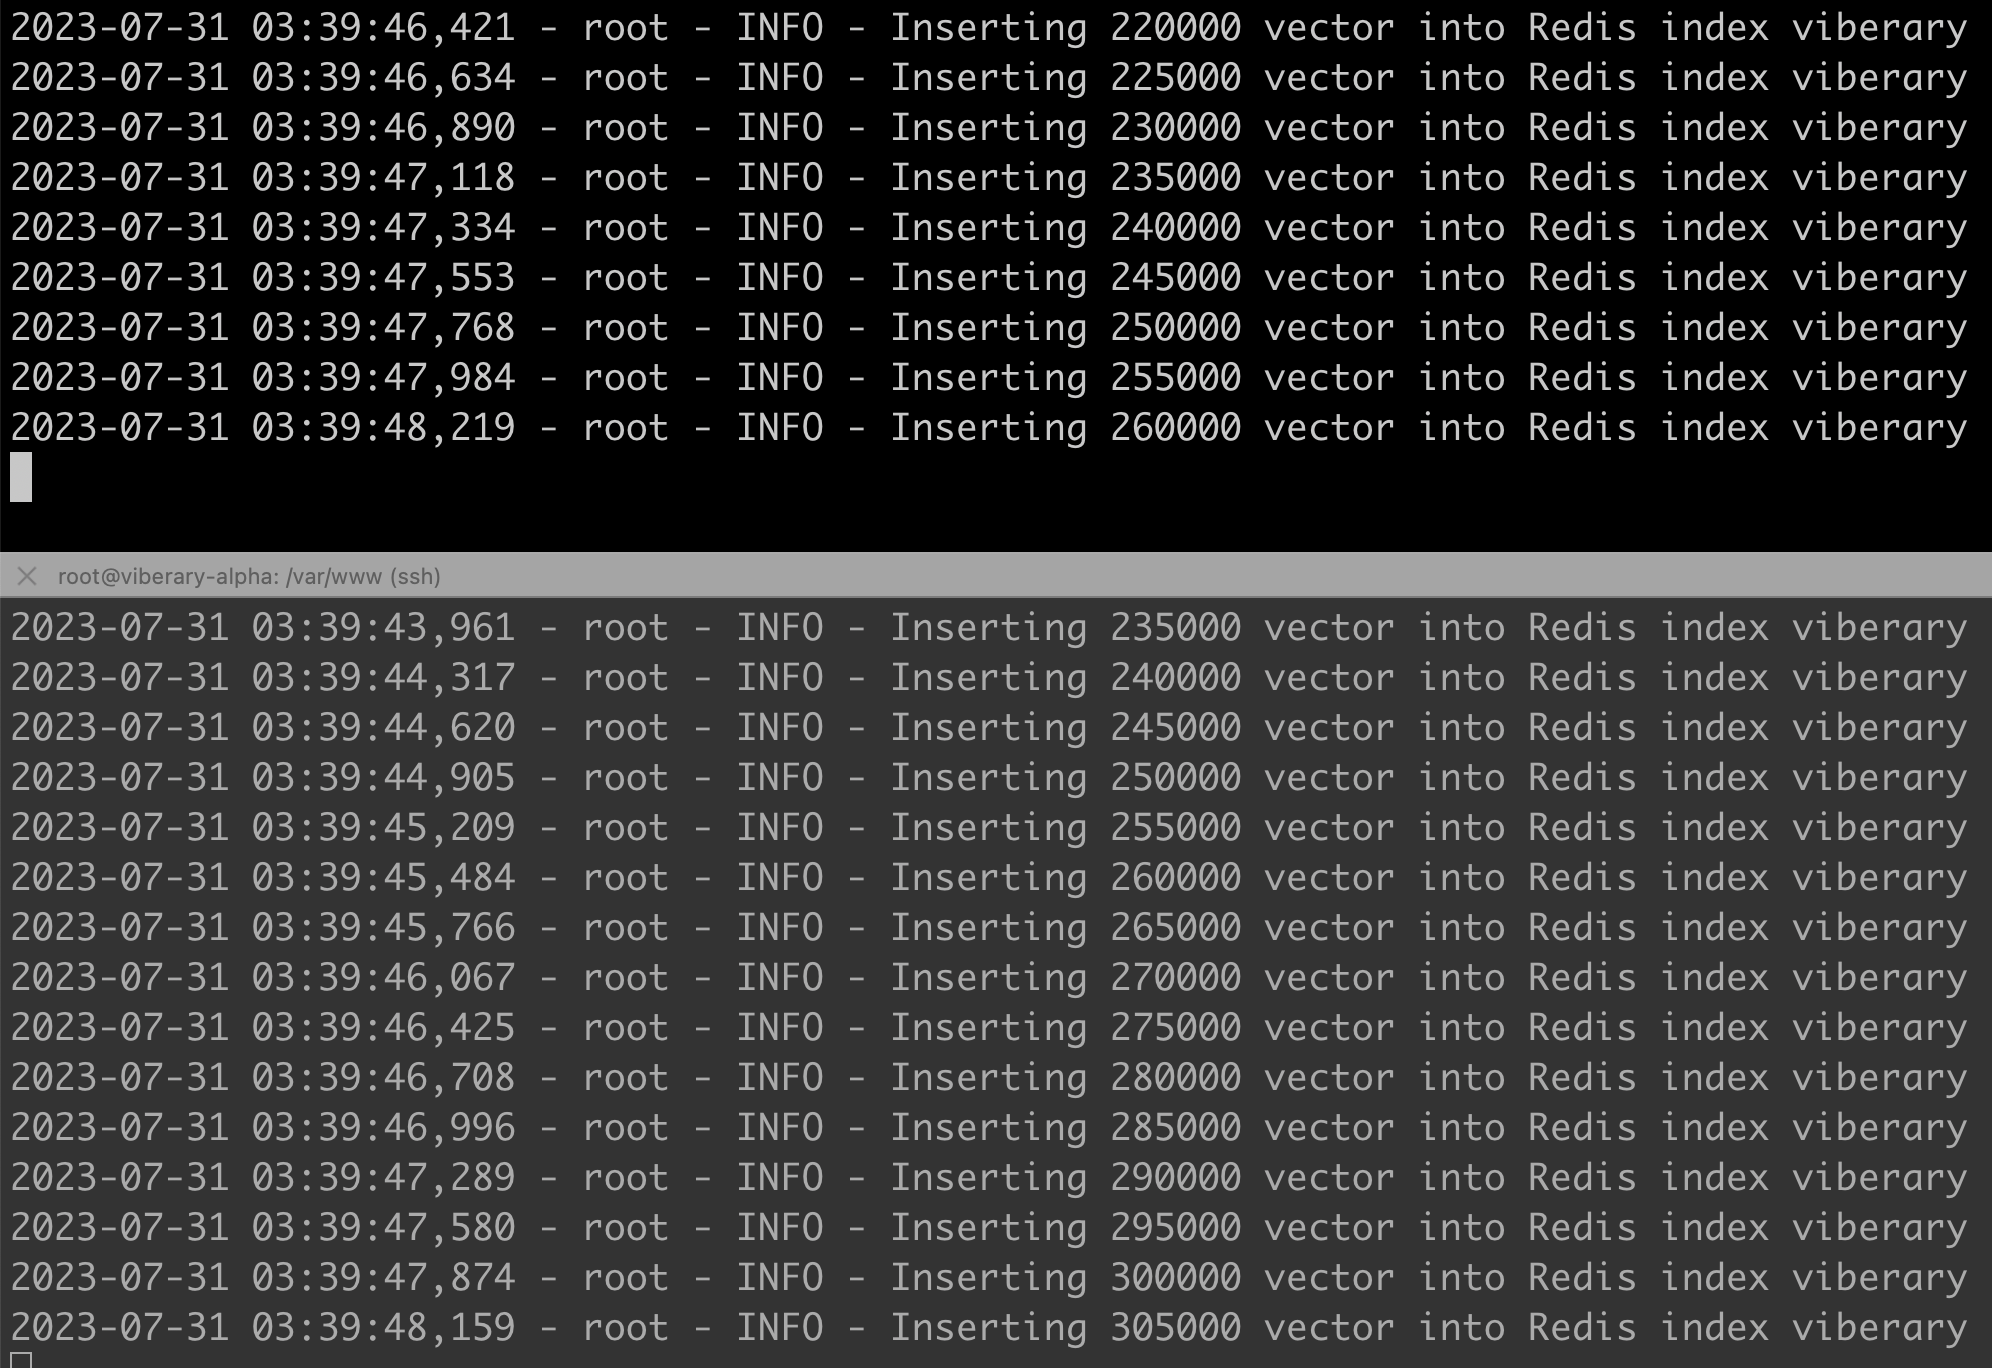 2023-07-31 03:39:46,421 - root - INFO - Inserting 220000 vector into Redis index viberary
2023-07-31 03:39:46,634 - root - INFO - Inserting 225000 vector into Redis index viberary
2023-07-31 03:39:46,890 - root - INFO - Inserting 230000 vector into Redis index viberary
2023-07-31 03:39:47,118 - root - INFO - Inserting 235000 vector into Redis index viberary
2023-07-31 03:39:47,334 - root - INFO - Inserting 240000 vector into Redis index viberary
2023-07-31 03:39:47,553 - root - INFO - Inserting 245000 vector into Redis index viberary
2023-07-31 03:39:47,768 - root - INFO - Inserting 250000 vector into Redis index viberary
2023-07-31 03:39:47,984 - root - INFO - Inserting 255000 vector into Redis index viberary
2023-07-31 03:39:48,219 - root - INFO - Inserting 260000 vector into Redis index viberary
root@viberary-alpha: /var/www (ssh)
2023-07-31 03:39:43,961 - root - INFO - Inserting 235000 vector into Redis index viberary
2023-07-31 03:39:44,317 - root - INFO - Inserting 240000 vector into Redis index viberary
2023-07-31 03:39:44,620 - root - INFO - Inserting 245000 vector into Redis index viberary
2023-07-31 03:39:44,905 - root - INFO - Inserting 250000 vector into Redis index viberary
2023-07-31 03:39:45,209 - root - INFO - Inserting 255000 vector into Redis index viberary
2023-07-31 03:39:45,484 - root - INFO - Inserting 260000 vector into Redis index viberary
2023-07-31 03:39:45,766 - root - INFO - Inserting 265000 vector into Redis index viberary
2023-07-31 03:39:46,067 - root - INFO - Inserting 270000 vector into Redis index viberary
2023-07-31 03:39:46,425 - root - INFO - Inserting 275000 vector into Redis index viberary
2023-07-31 03:39:46,708 - root - INFO - Inserting 280000 vector into Redis index viberary
2023-07-31 03:39:46,996 - root - INFO - Inserting 285000 vector into Redis index viberary
2023-07-31 03:39:47,289 - root - INFO - Inserting 290000 vector into Redis index viberary
2023-07-31 03:39:47,580 - root - INFO - Inserting 295000 vector into Redis index viberary
2023-07-31 03:39:47,874 - root - INFO - Inserting 300000 vector into Redis index viberary
2023-07-31 03:39:48,159 - root - INFO - Inserting 305000 vector into Redis index viberary